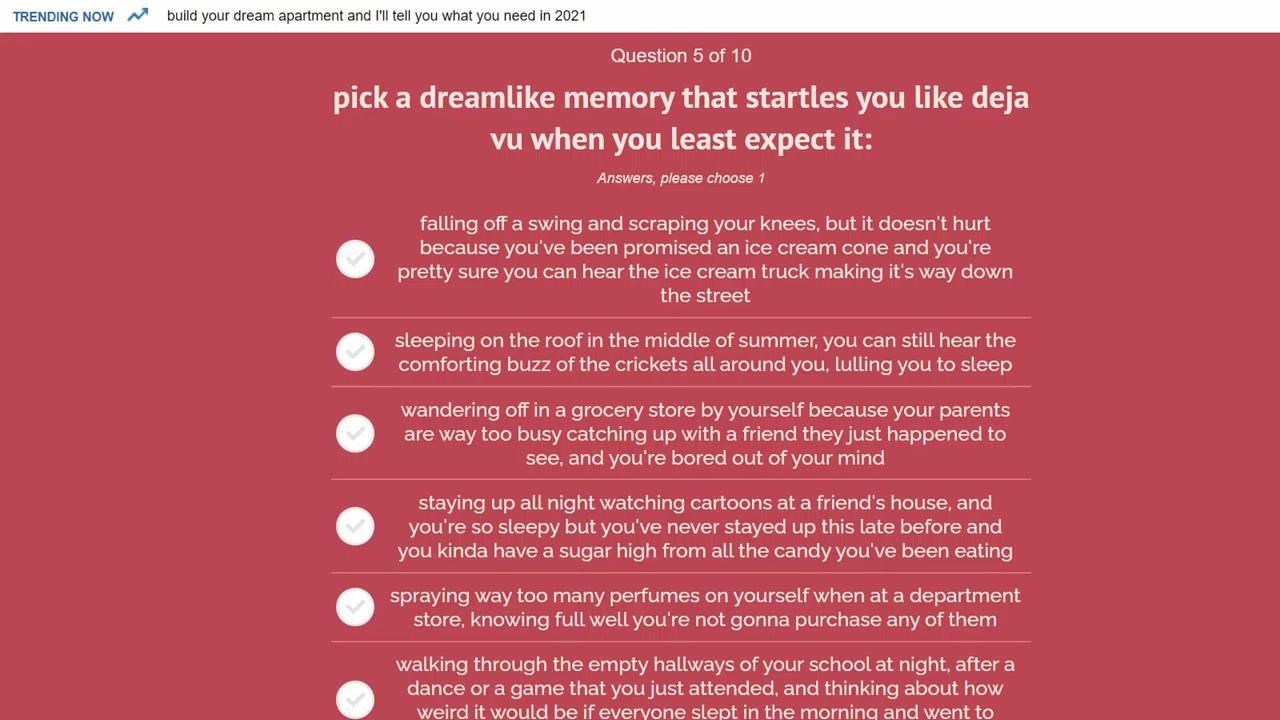 TRENDING NOW build your dream apartment and I'll tell you what you need in 2021
Question 5 of 10
pick a dreamlike memory that startles you like deja
vu when you least expect it:
Answers, please choose 1
falling off a swing and scraping your knees, but it doesn't hurt
because you've been promised an ice cream cone and you're
pretty sure you can hear the ice cream truck making it's way down
the street
sleeping on the roof in the middle of summer, you can still hear the
comforting buzz of the crickets all around you, lulling you to sleep
wandering off in a grocery store by yourself because your parents
are way too busy catching up with a friend they just happened to
see, and you're bored out of your mind
staying up all night watching cartoons at a friend's house, and
you're so sleepy but you've never stayed up this late before and
you kinda have a sugar high from all the candy you've been eating
spraying way too many perfumes on yourself when at a department
store, knowing full well you're not gonna purchase any of them
walking through the empty hallways of your school at night, after a
dance or a game that you just attended, and thinking about how
weird it would be if everyone slept in the morning and went to